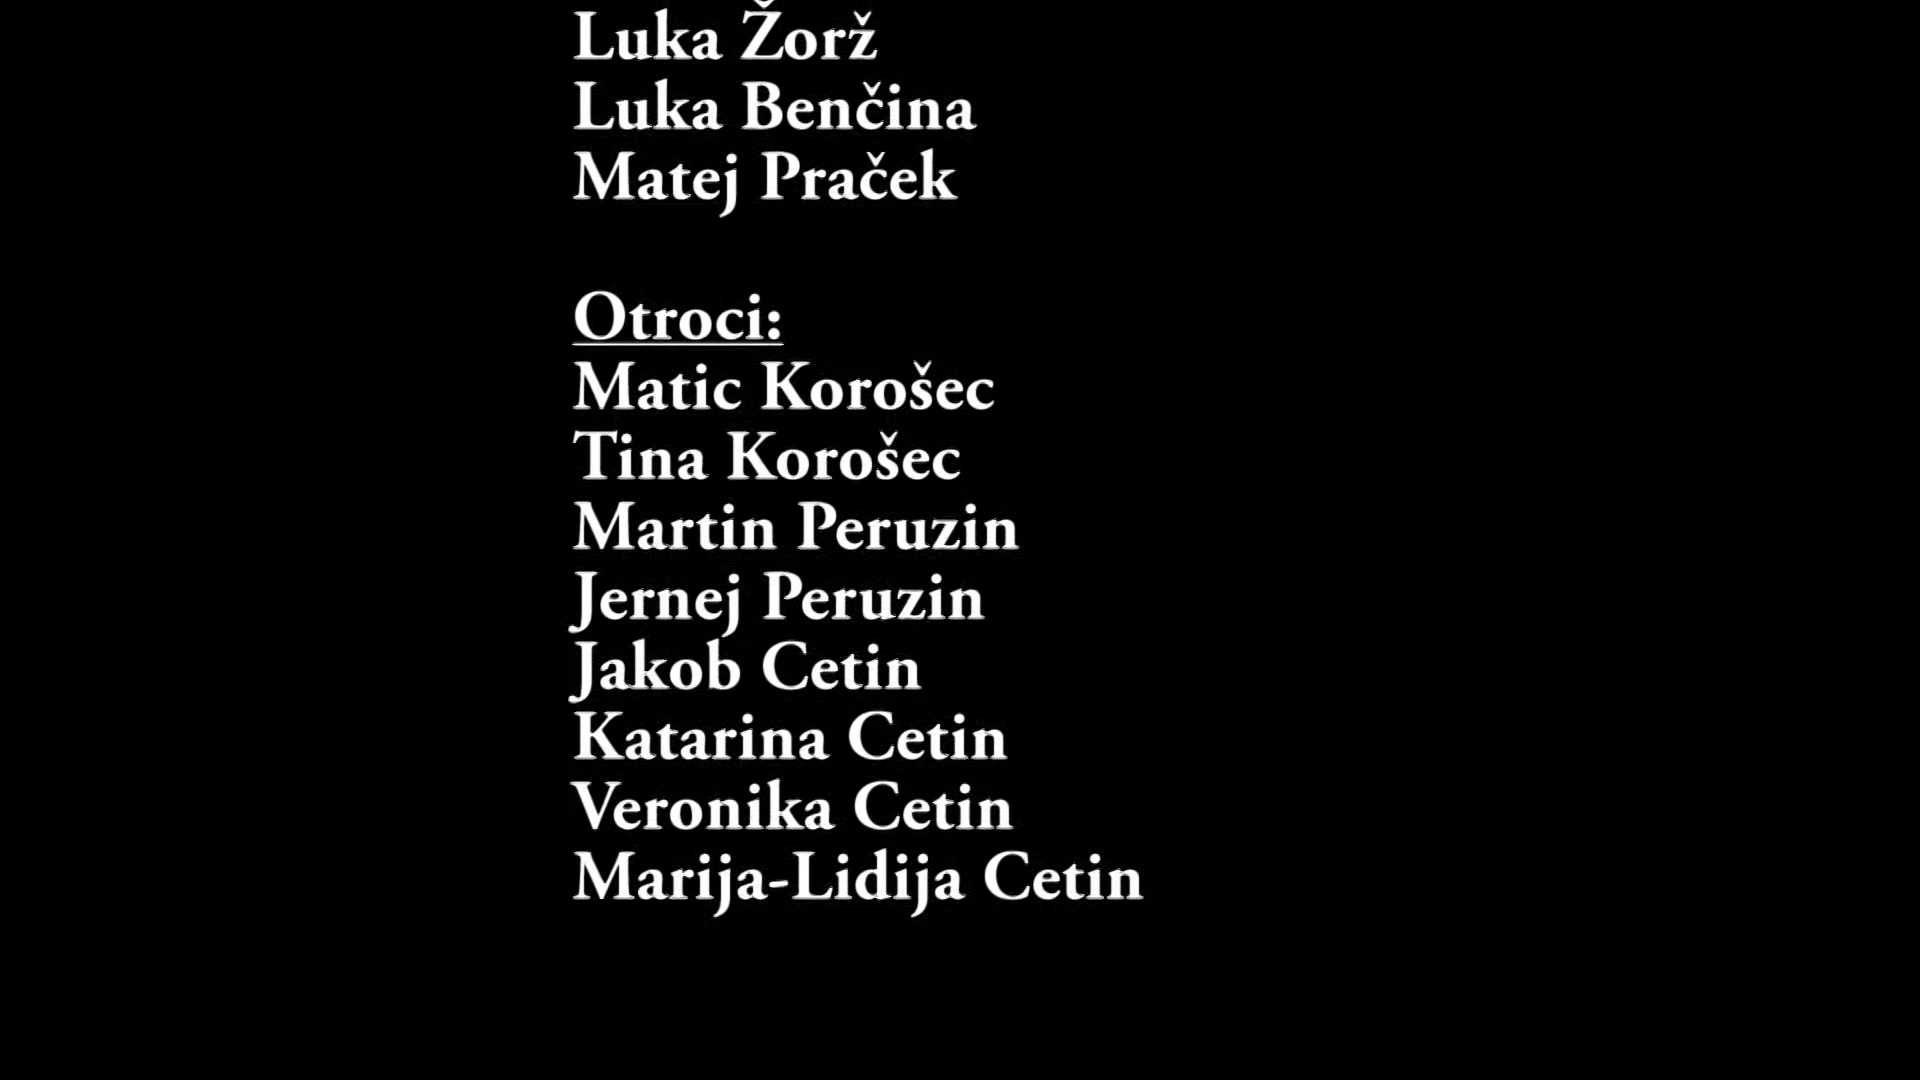 Luka Žorž
Luka Benčina
Matej Praček
Otroci:
Matic Korošec
Tina Korošec
Martin Peruzin
Jernej Peruzin
Jakob Cetin
Katarina Cetin
Veronika Cetin
Marija-Lidija Cetin